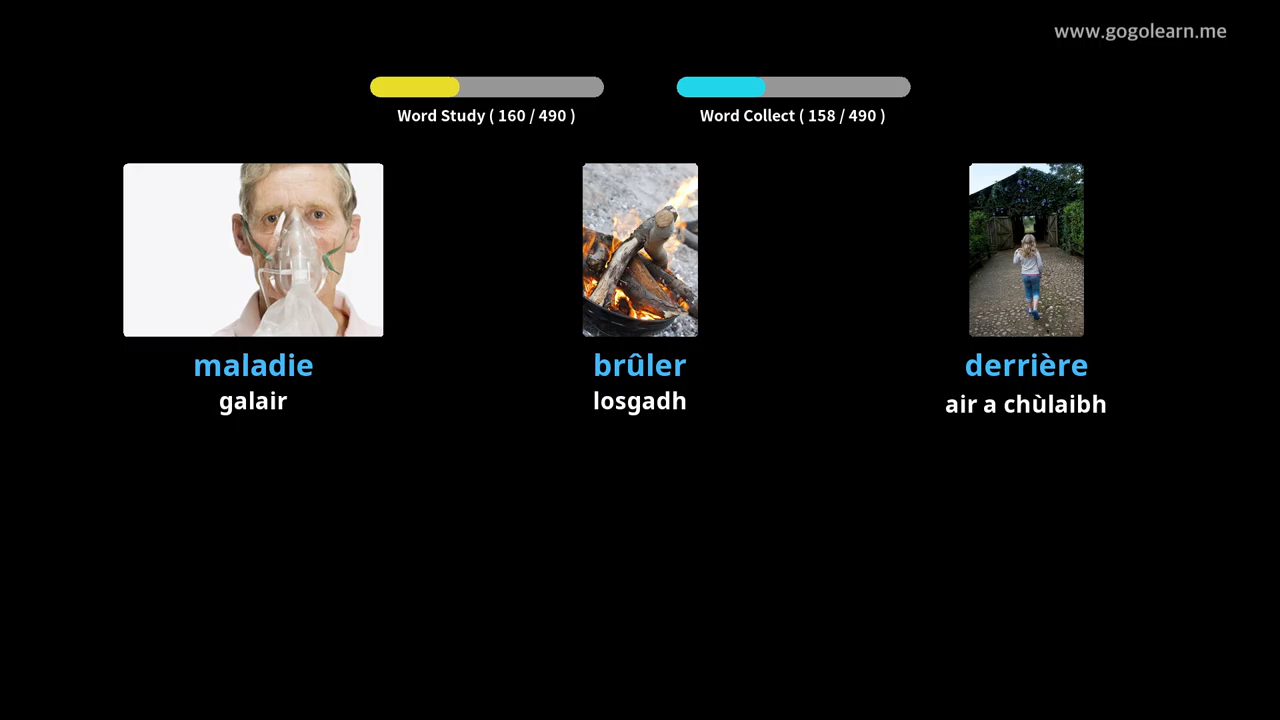 www.gogolearn.me
Word Study ( 160 / 490 )
Word Collect ( 158 / 490 )
maladie
galair
brûler
losgadh
derrière
air a chùlaibh